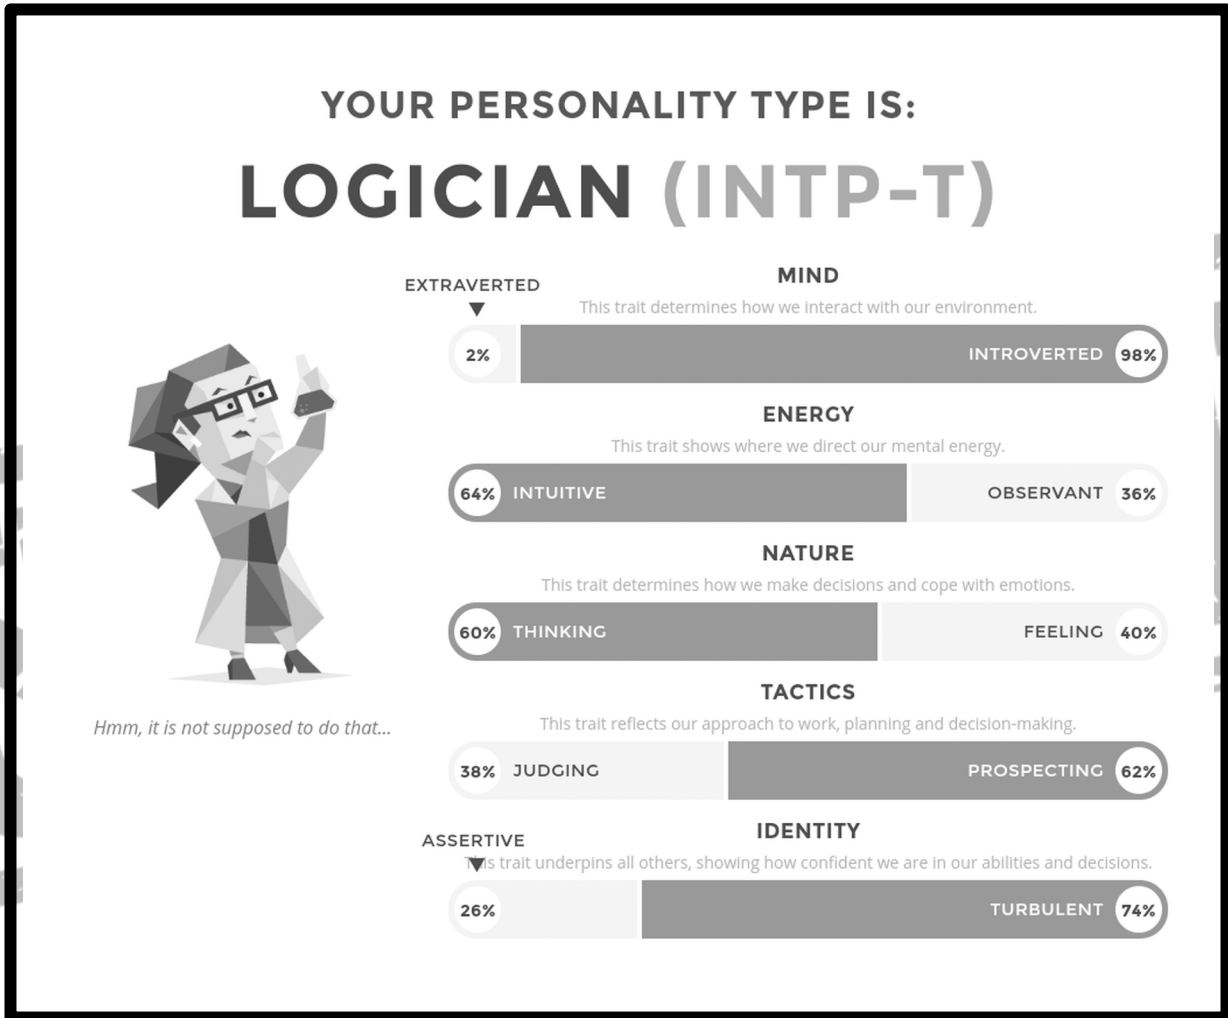 YOUR PERSONALITY TYPE IS:
LOGICIAN (INTP-T)
MIND
EXTRAVERTED
This trait determines how we interact with our environment.
2% INTROVERTED 98%
ENERGY
This trait shows where we direct our mental energy.
64% INTUITIVE OBSERVANT 36%
NATURE
This trait determines how we make decisions and cope with emotions.
60% THINKING FEELING 40%
TACTICS
This trait reflects our approach to work, planning and decision-making.
38% JUDGING PROSPECTING 62%
IDENTITY
ASSERTIVE
This trait underpins all others, showing how confident we are in our abilities and decisions.
26% TURBULENT 74%
Hmm, it is not supposed to do that...